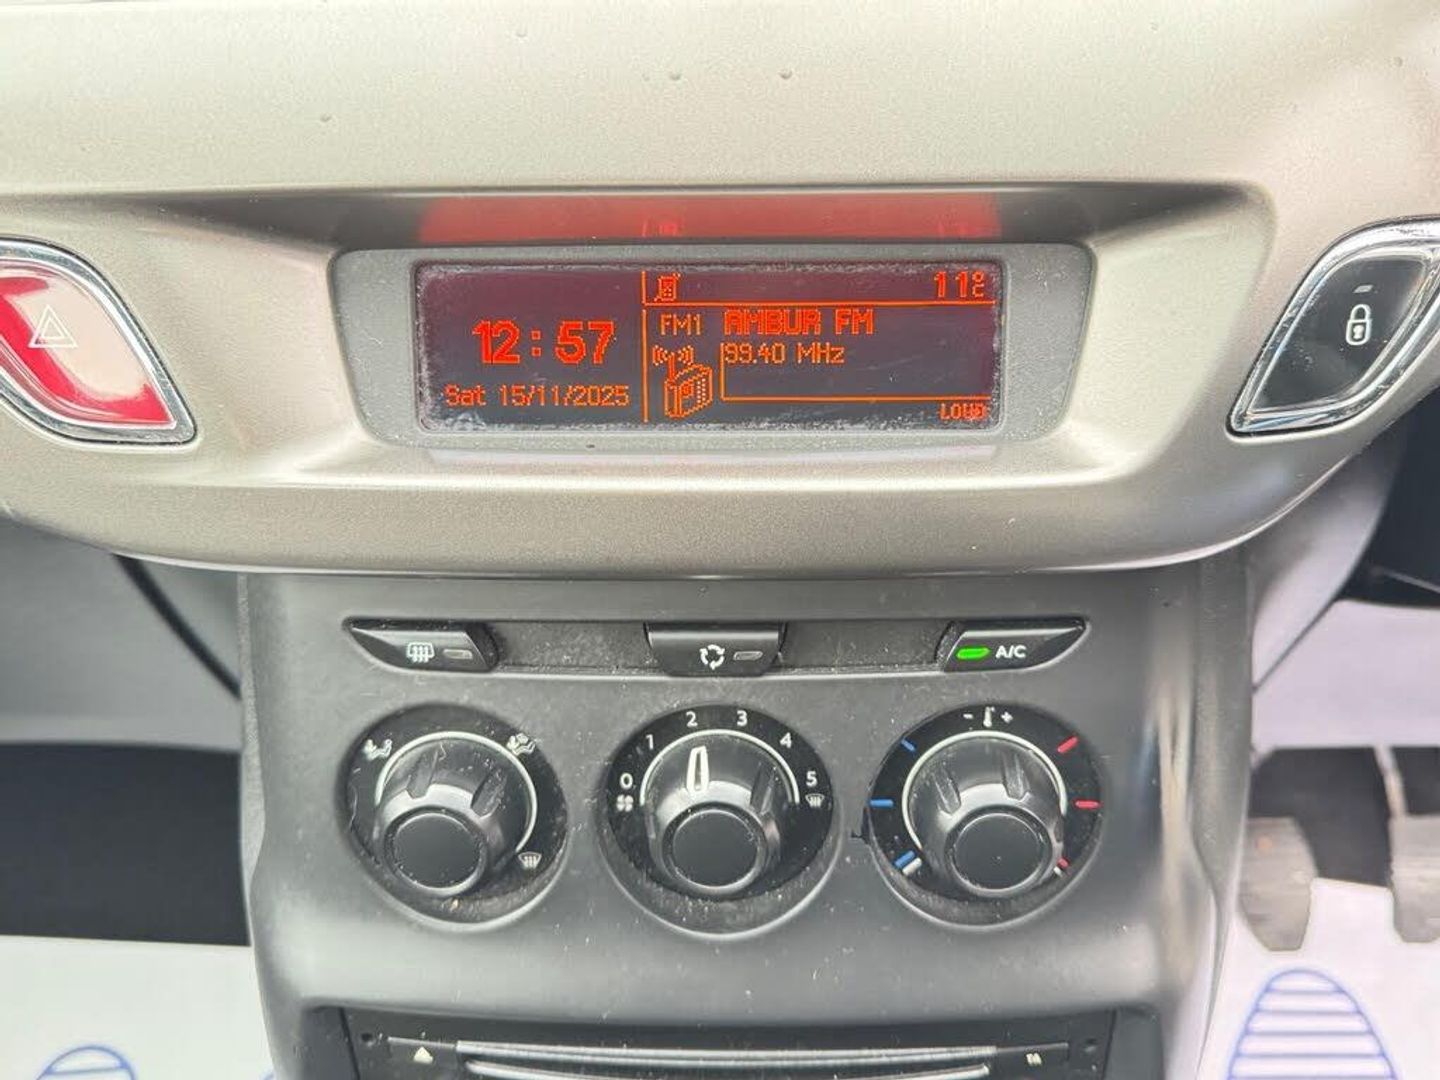 11°C
12:57
FM1 AMBUR FM
99.40 MHz
Sat 15/11/2025
LOUD
A/C
0 1 2 3 4 5
- +
TA